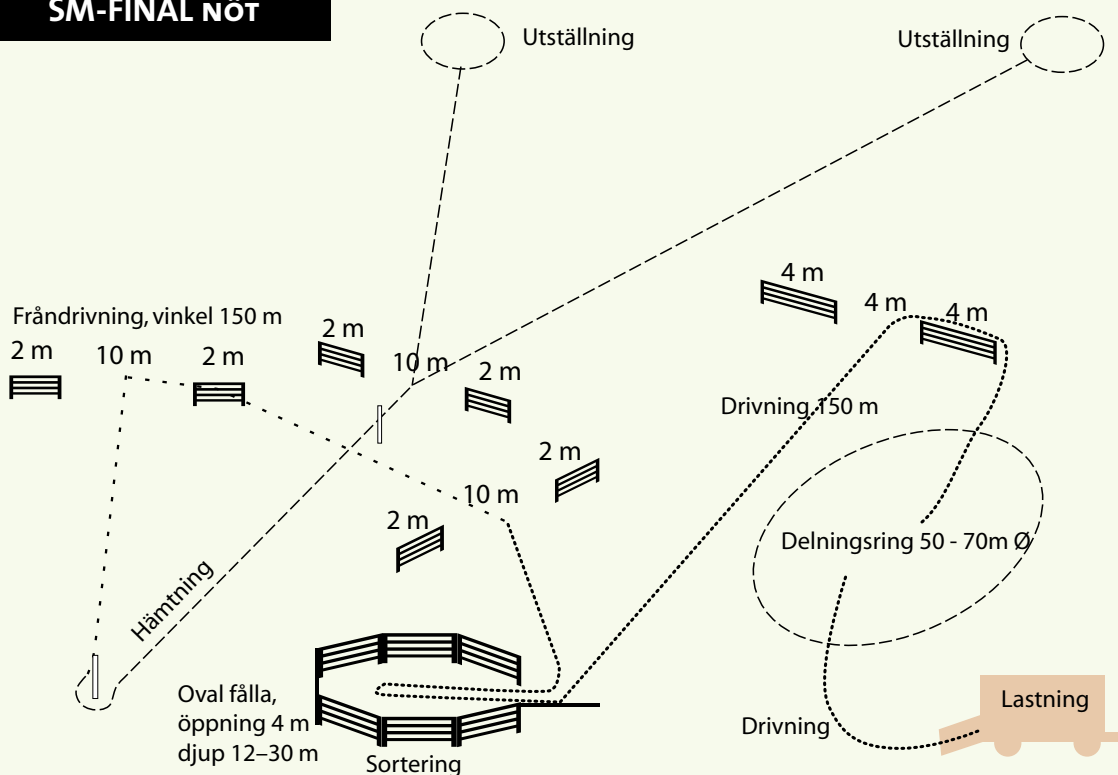 SM-FINAL NÖT
Utställning
Utställning
Fråndrivning, vinkel 150 m
2 m
10 m
2 m
2 m
10 m
2 m
4 m
4 m
4 m
Drivning 150 m
2 m
10 m
2 m
Delningsring 50 - 70m Ø
Hämtning
Oval fålla,
öppning 4 m
djup 12–30 m
Sortering
Drivning
Lastning